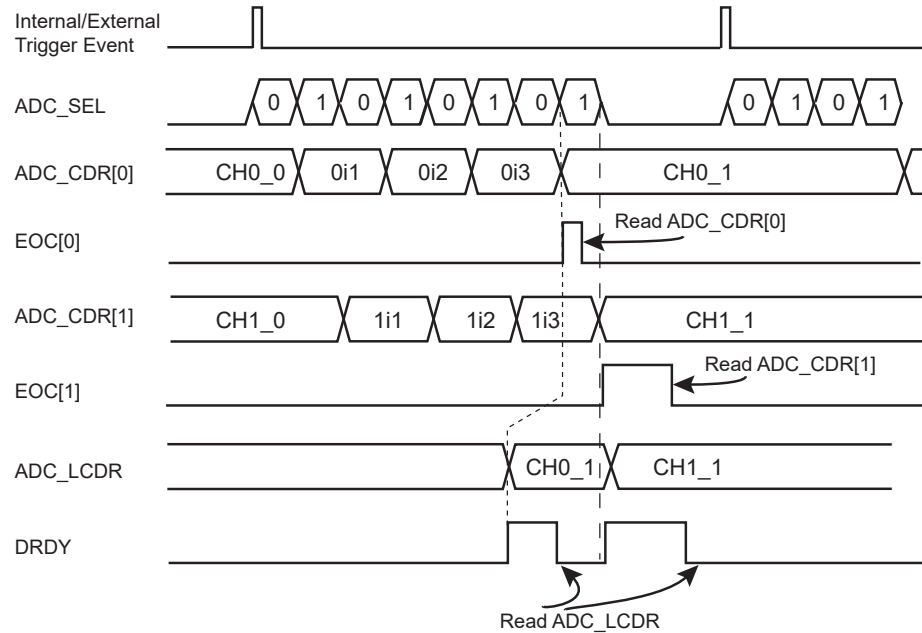 Internal/External
Trigger Event
ADC_SEL 0 1 0 1 0 1 0 1 0 1 0 1
ADC_CDR[0] CH0_0 0i1 0i2 0i3 CH0_1
Read ADC_CDR[0]
EOC[0]
ADC_CDR[1] CH1_0 1i1 1i2 1i3 CH1_1
Read ADC_CDR[1]
EOC[1]
ADC_LCDR CH0_1 CH1_1
DRDY
Read ADC_LCDR